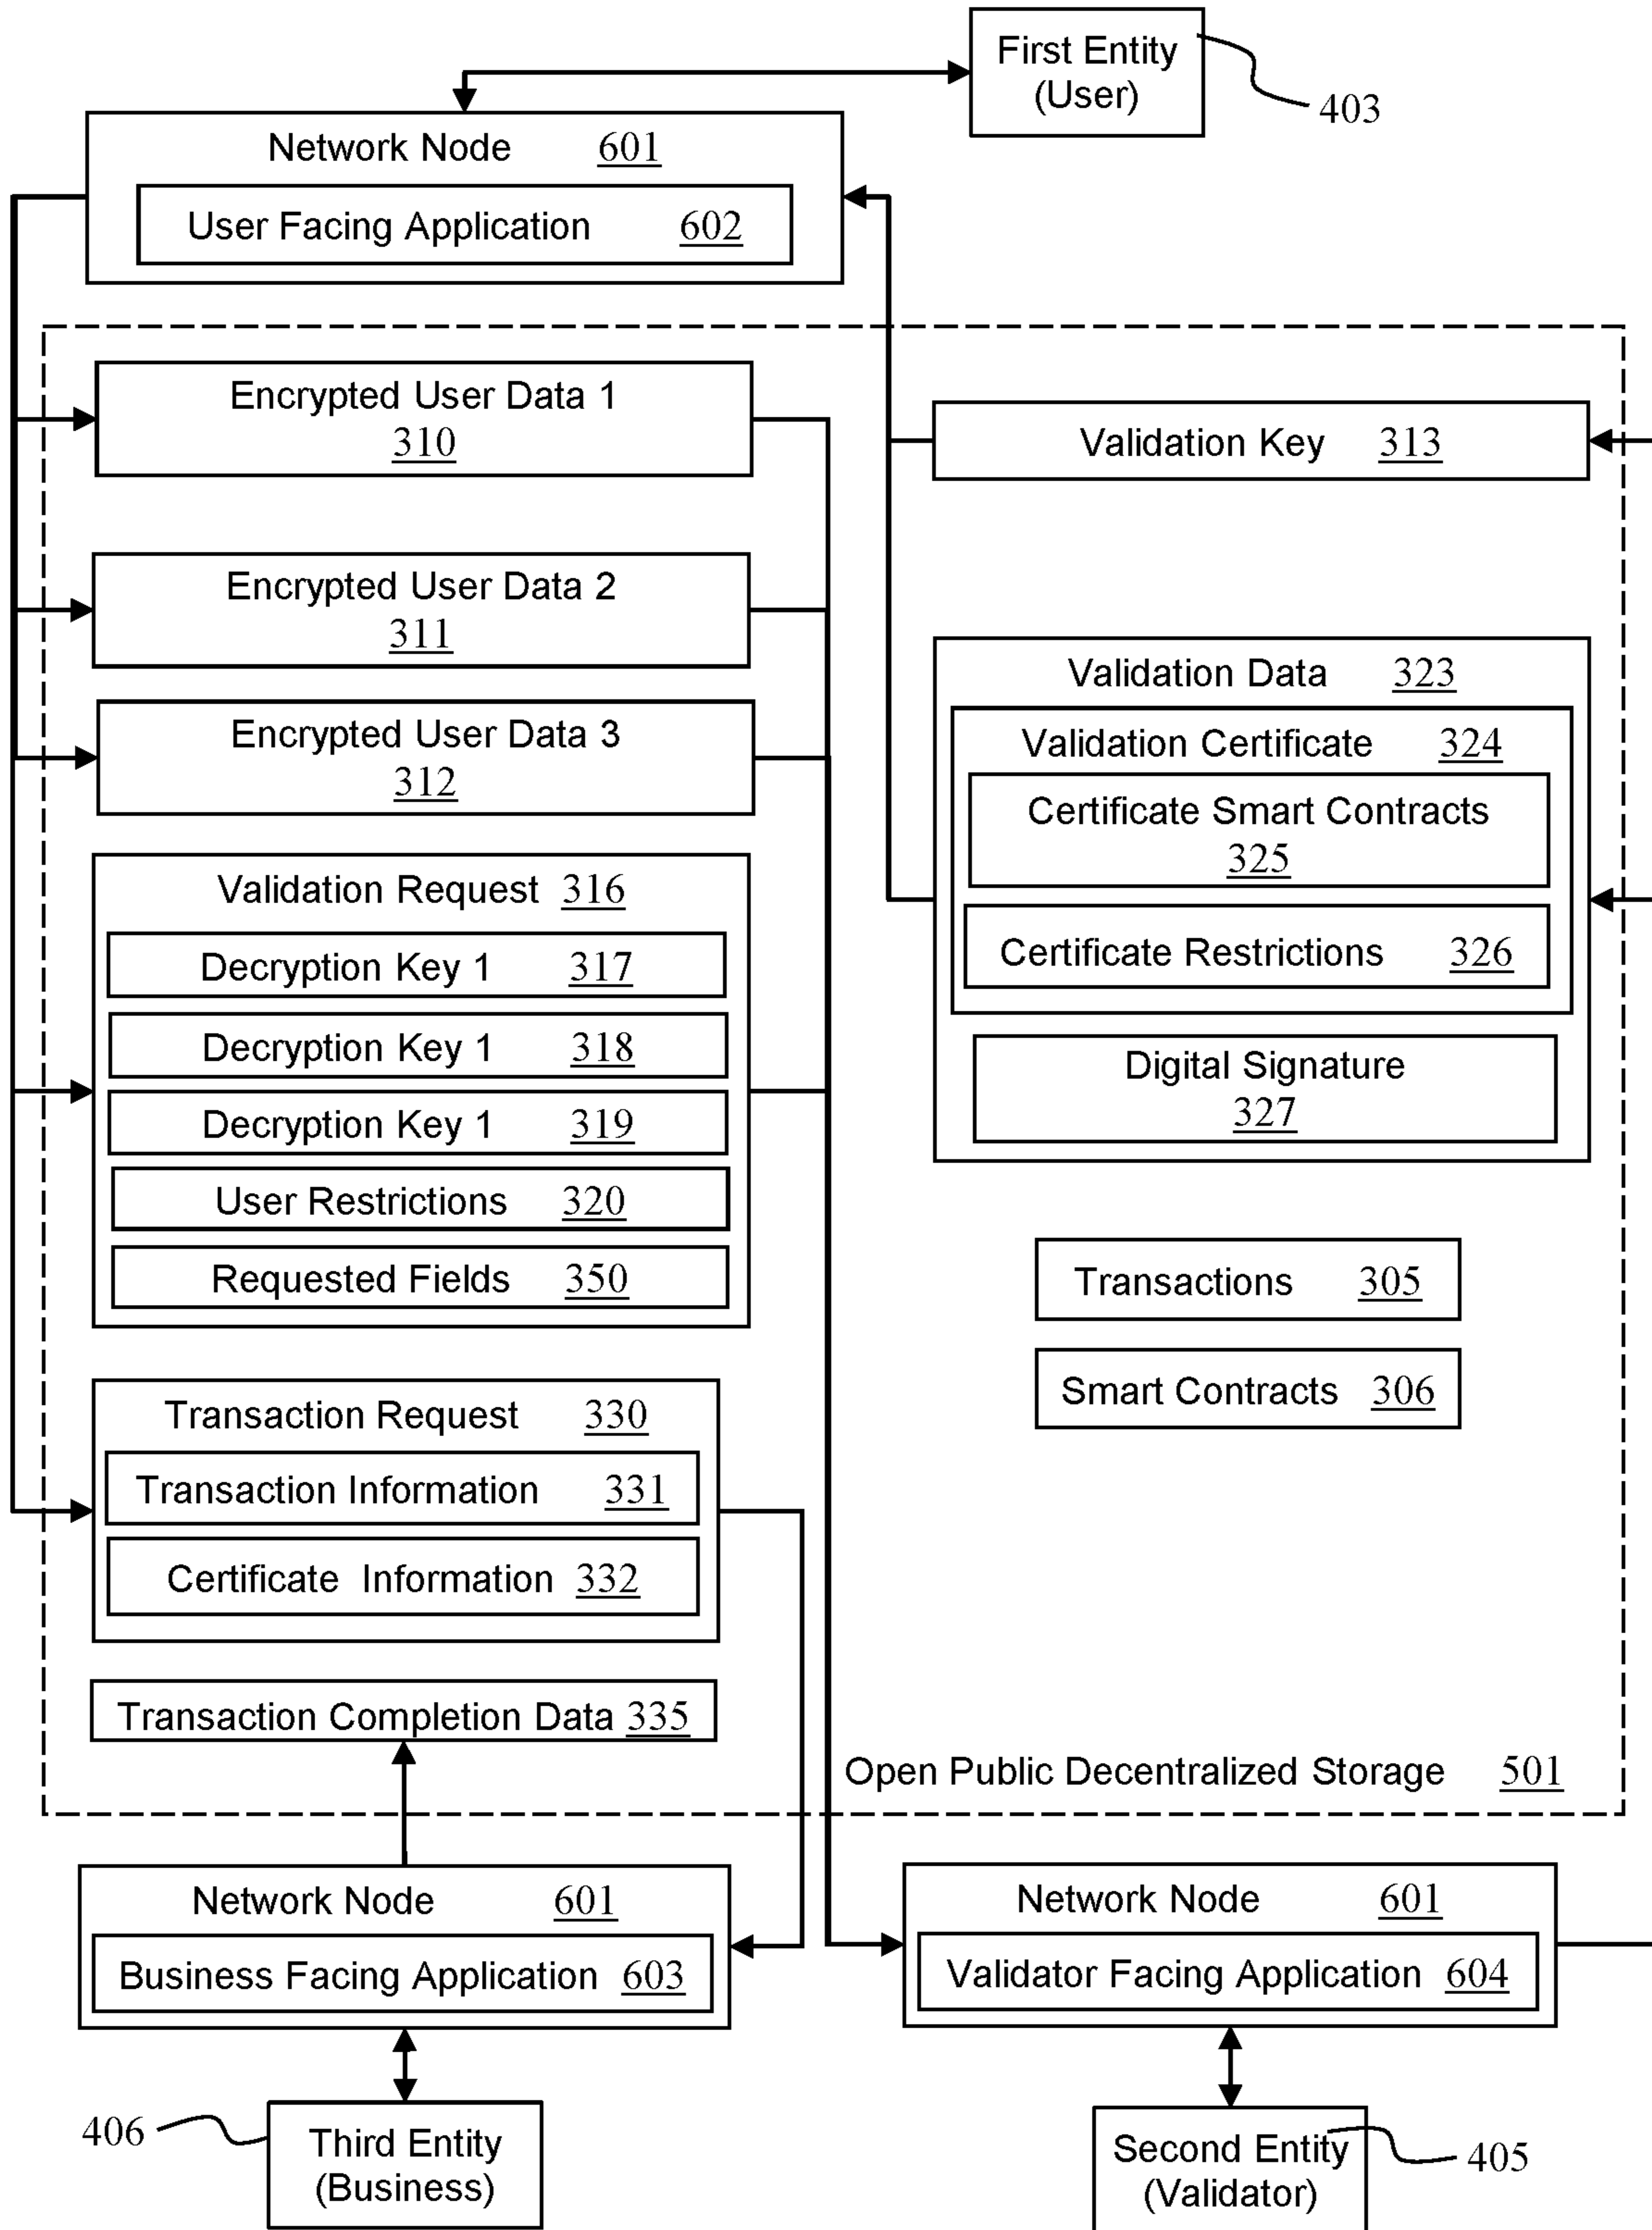 First Entity
(User)
403
Network Node 601
User Facing Application 602
Encrypted User Data 1
310
Encrypted User Data 2
311
Encrypted User Data 3
312
Validation Request 316
Decryption Key 1 317
Decryption Key 1 318
Decryption Key 1 319
User Restrictions 320
Requested Fields 350
Transaction Request 330
Transaction Information 331
Certificate Information 332
Transaction Completion Data 335
Validation Key 313
Validation Data 323
Validation Certificate 324
Certificate Smart Contracts
325
Certificate Restrictions 326
Digital Signature
327
Transactions 305
Smart Contracts 306
Open Public Decentralized Storage 501
Network Node 601
Business Facing Application 603
Network Node 601
Validator Facing Application 604
406
Third Entity
(Business)
Second Entity
(Validator)
405